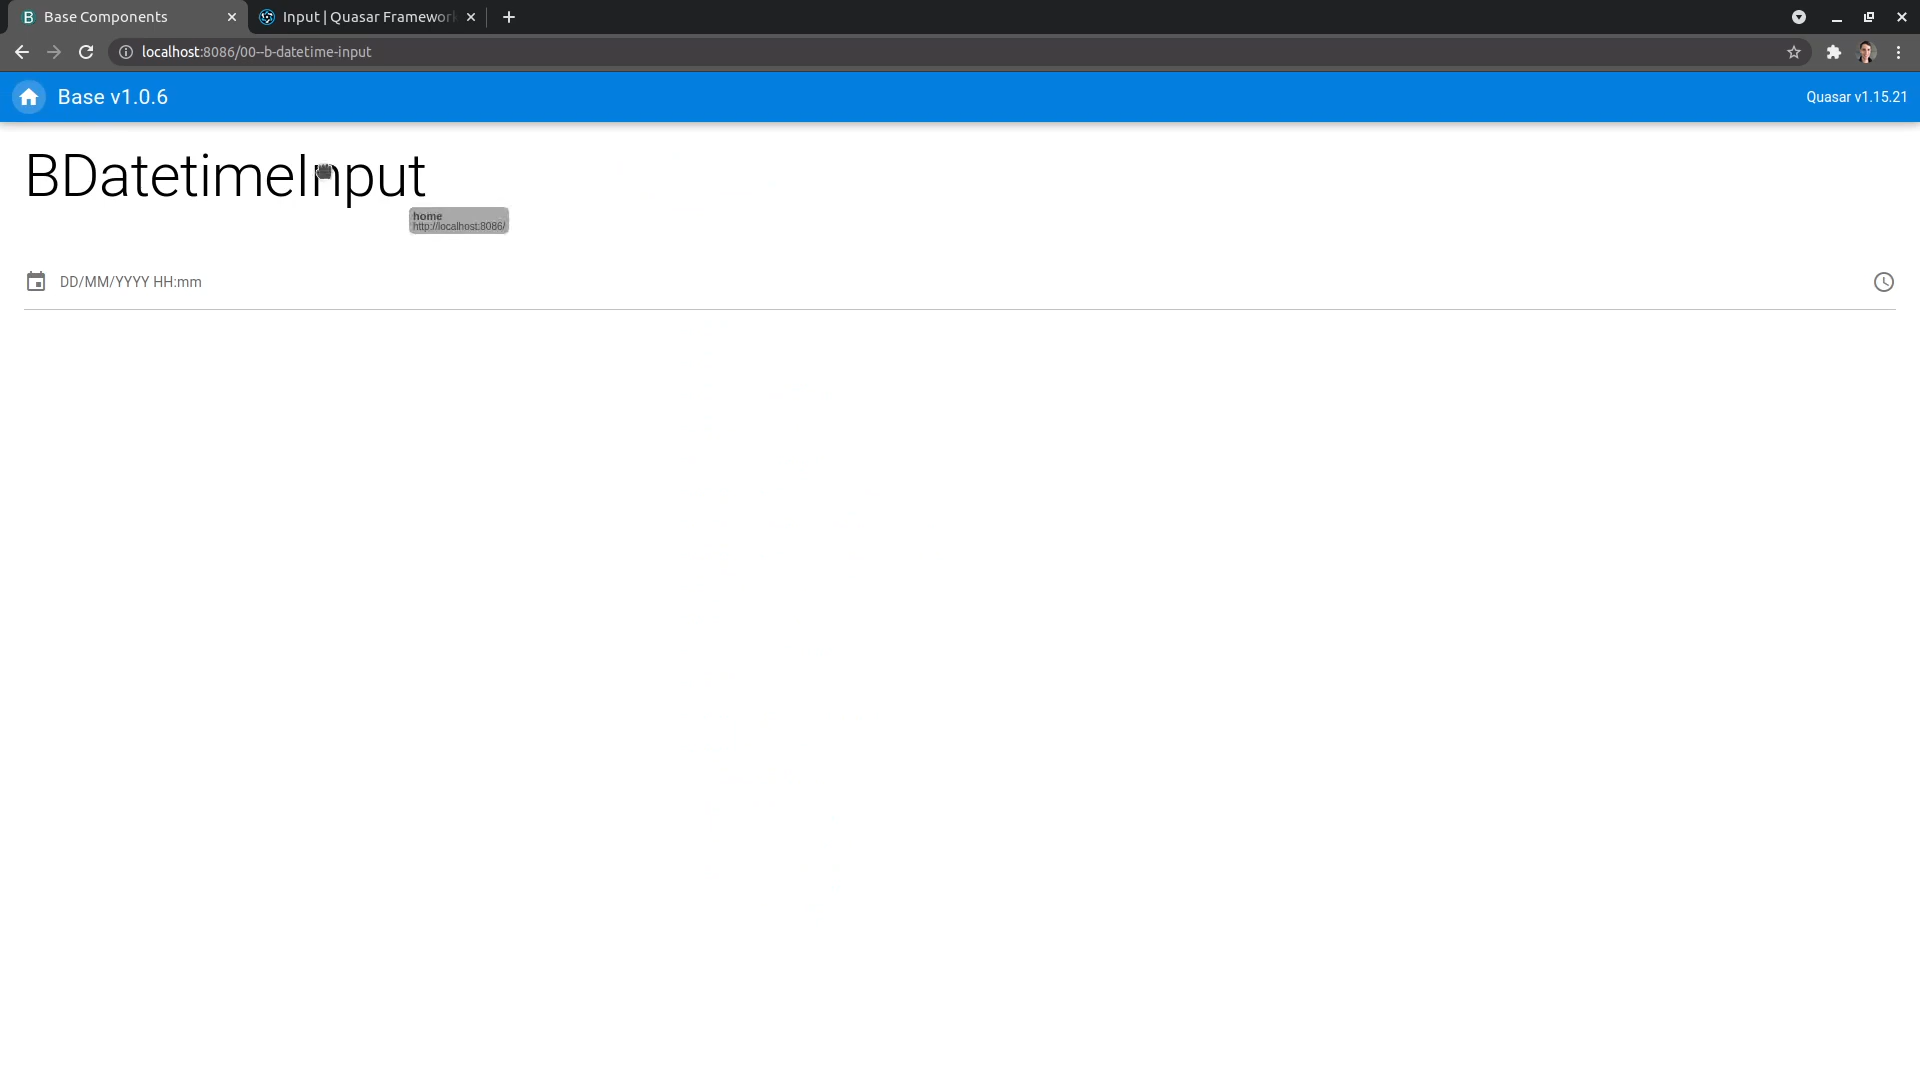 Base Components
Input | Quasar Framework
localhost:8086/00--b-datetime-input
Base v1.0.6
Quasar v1.15.21
BDatetimeInput
home
http://localhost:8086/
DD/MM/YYYY HH:mm